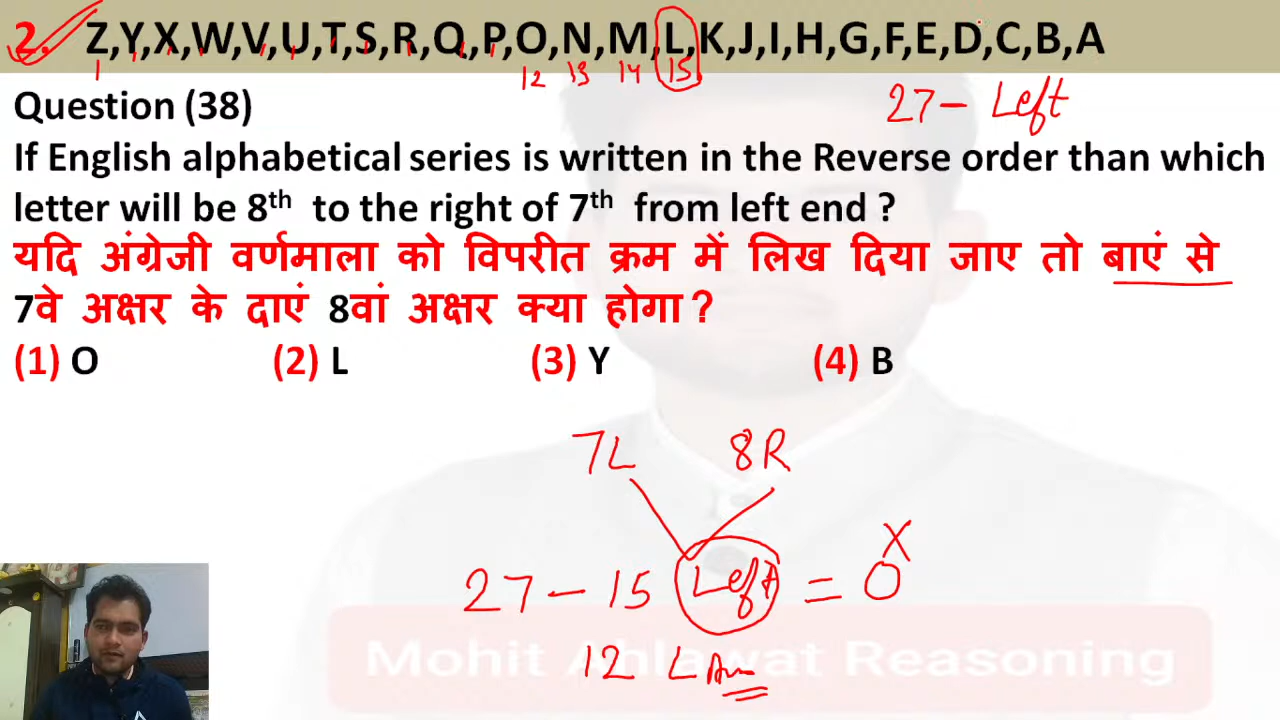 2. Z,Y,X,W,V,U,T,S,R,Q,P,O,N,M,L,K,J,I,H,G,F,E,D,C,B,A
1 12 13 14 15
27 - Left
Question (38)
If English alphabetical series is written in the Reverse order than which
letter will be 8th to the right of 7th from left end ?
यदि अंग्रेजी वर्णमाला को विपरीत क्रम में लिख दिया जाए तो बाएं से
7वे अक्षर के दाएं 8वां अक्षर क्या होगा?
(1) O (2) L (3) Y (4) B
7L 8R
X
27 - 15 Left = O
12 L Ans
Mohit Ahlawat Reasoning